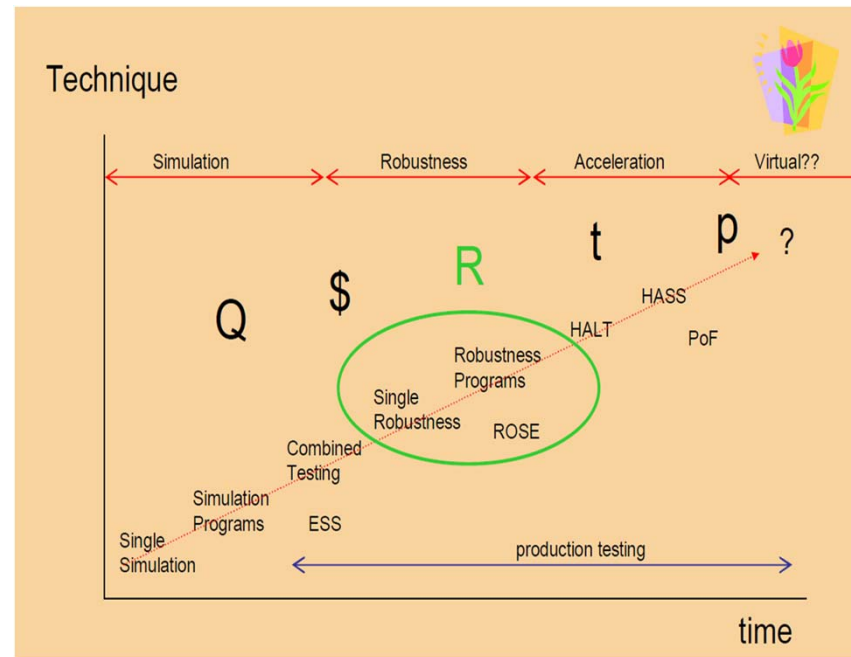 Technique
Simulation
Robustness
Acceleration
Virtual??
Q
$
R
t
p
?
HASS
HALT
PoF
Robustness
Programs
Single
Robustness
ROSE
Combined
Testing
Simulation
Programs
ESS
Single
Simulation
production testing
time